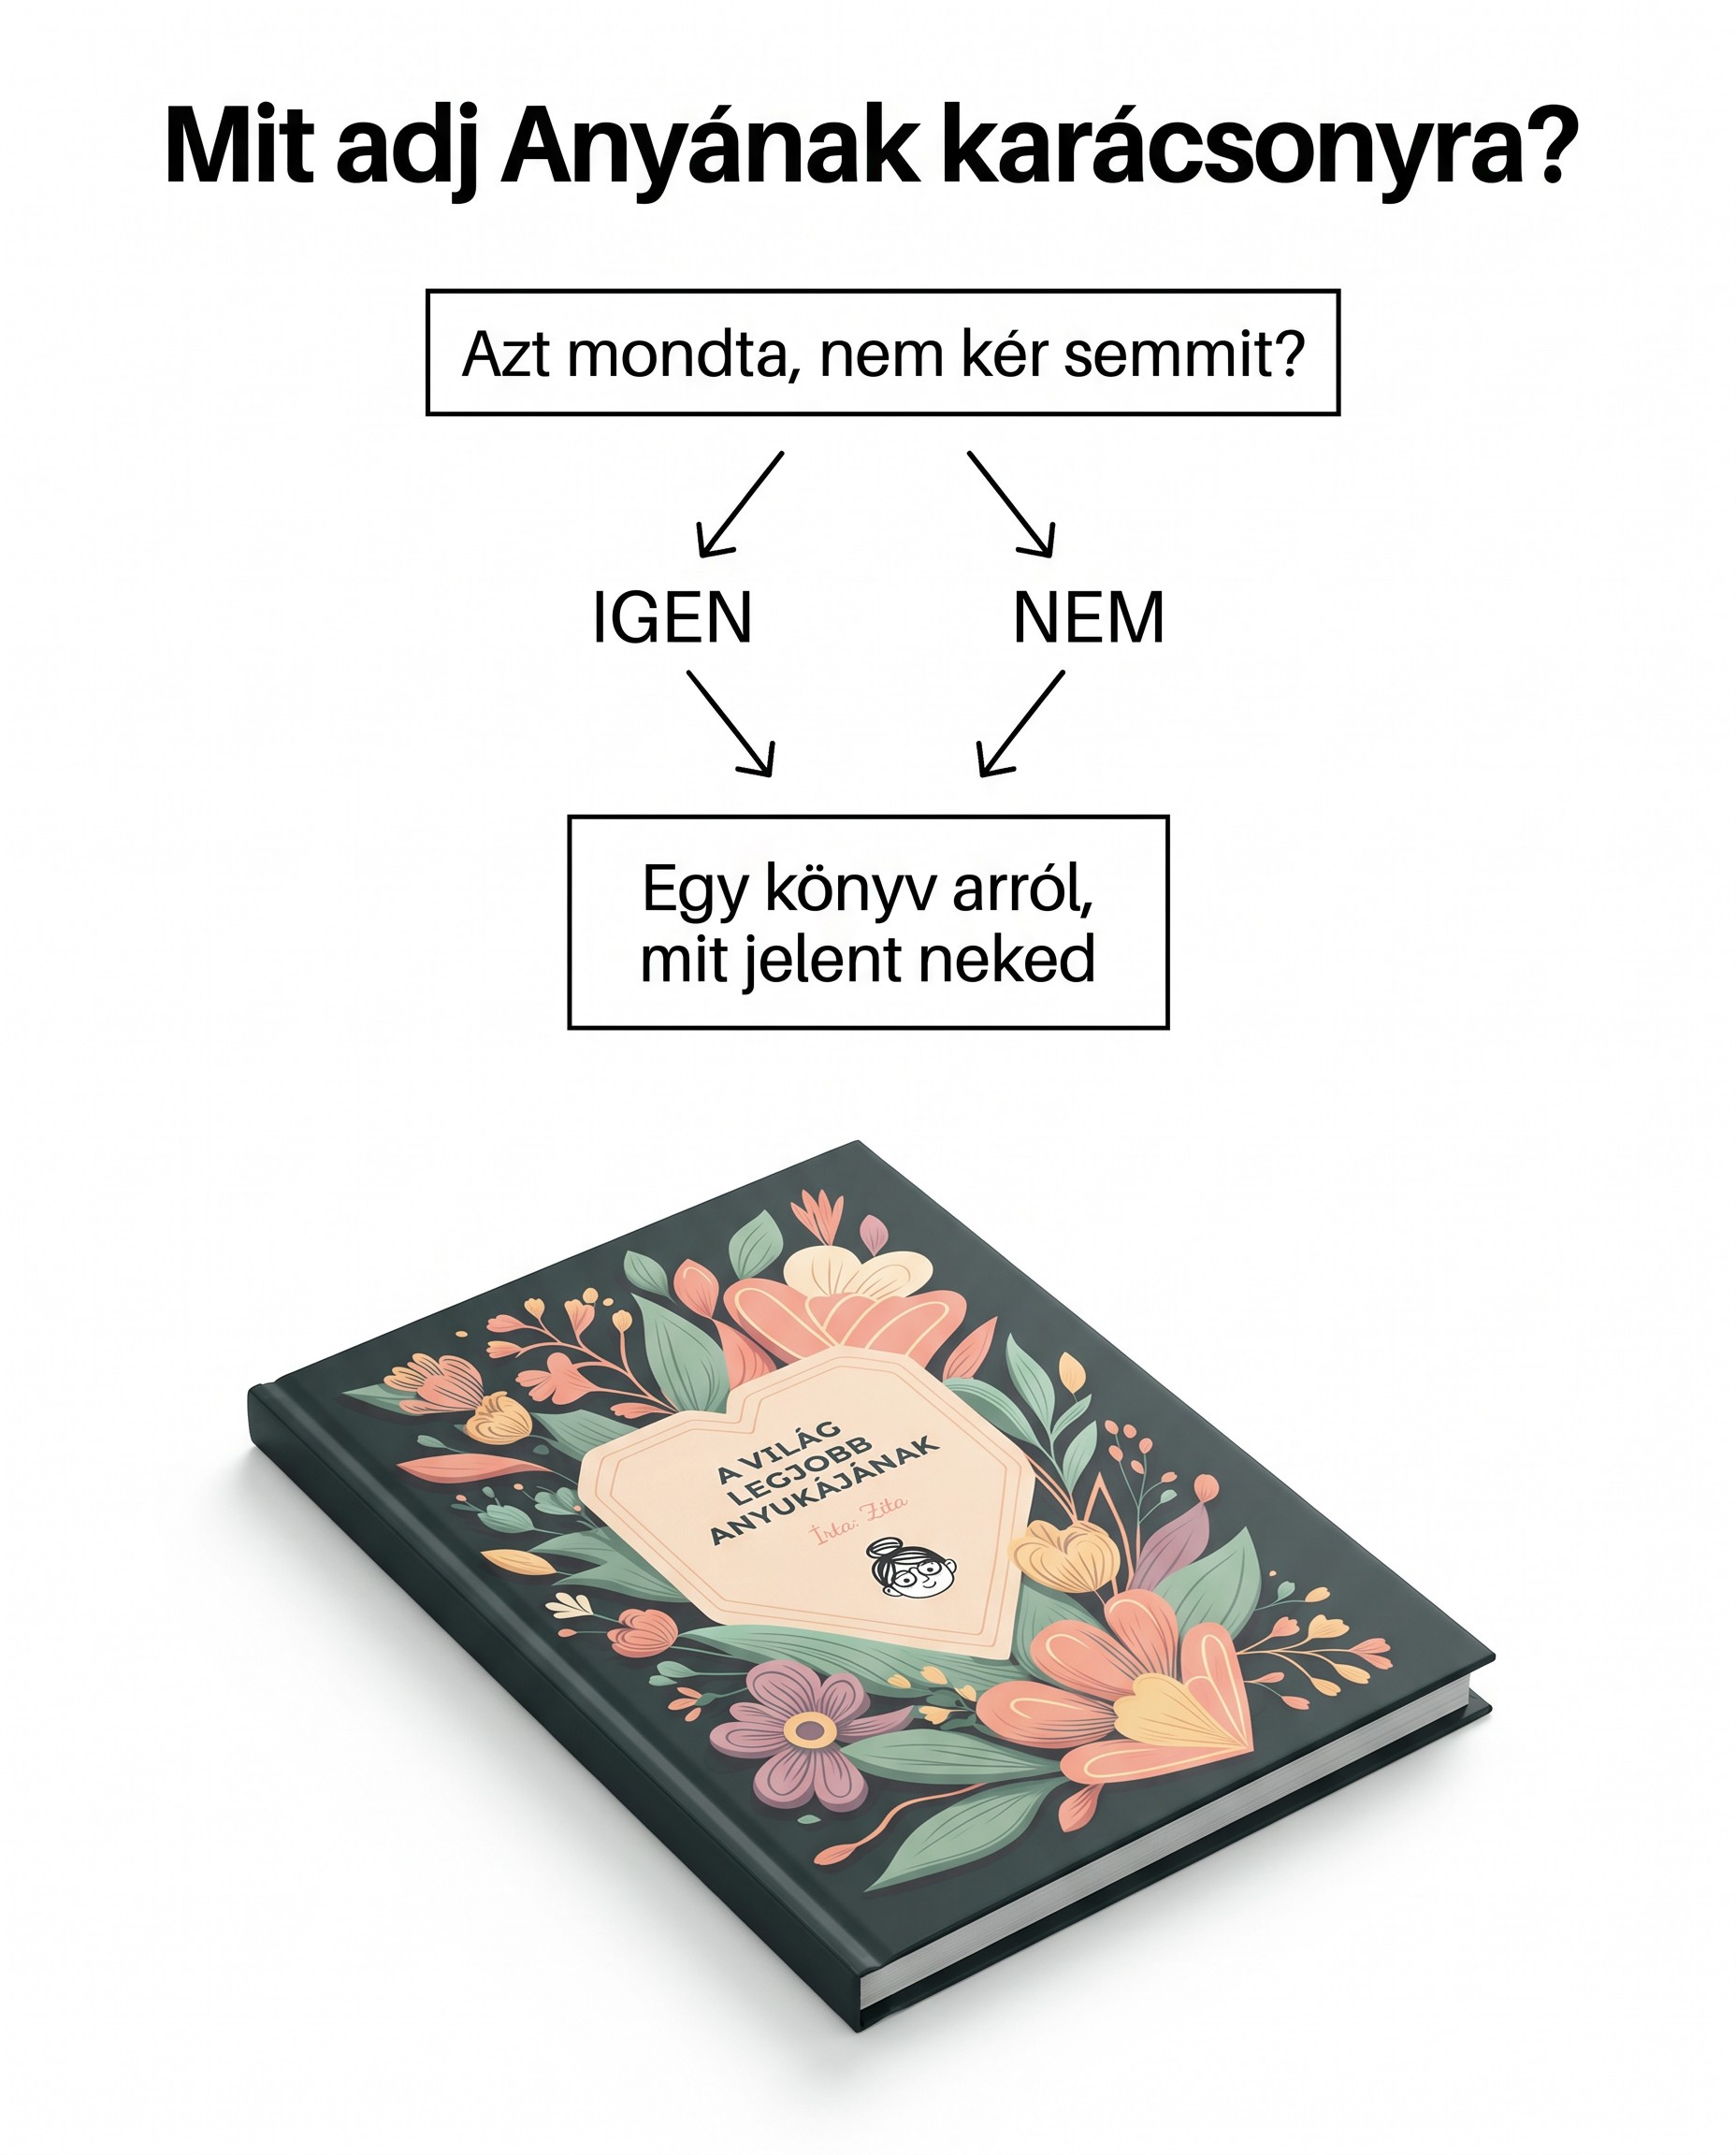 Mit adj Anyának karácsonyra?
Azt mondta, nem kér semmit?
IGEN
NEM
Egy könyv arról,
mit jelent neked
A VILÁG
LEGJOBB
ANYUKÁJÁNAK
Írta: Zita